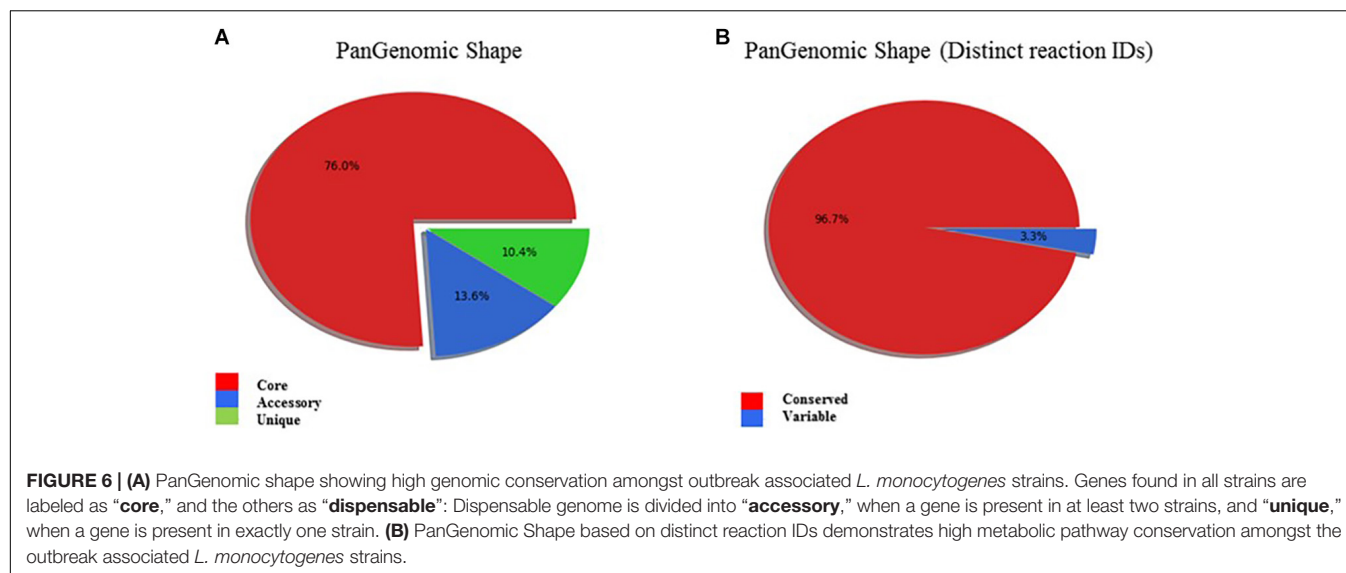 A
PanGenomic Shape
76.0%
10.4%
13.6%
Core
Accessory
Unique
B
PanGenomic Shape (Distinct reaction IDs)
96.7%
3.3%
Conserved
Variable
FIGURE 6 | (A) PanGenomic shape showing high genomic conservation amongst outbreak associated L. monocytogenes strains. Genes found in all strains are
labeled as “core,” and the others as “dispensable”: Dispensable genome is divided into “accessory,” when a gene is present in at least two strains, and “unique,”
when a gene is present in exactly one strain. (B) PanGenomic Shape based on distinct reaction IDs demonstrates high metabolic pathway conservation amongst the
outbreak associated L. monocytogenes strains.